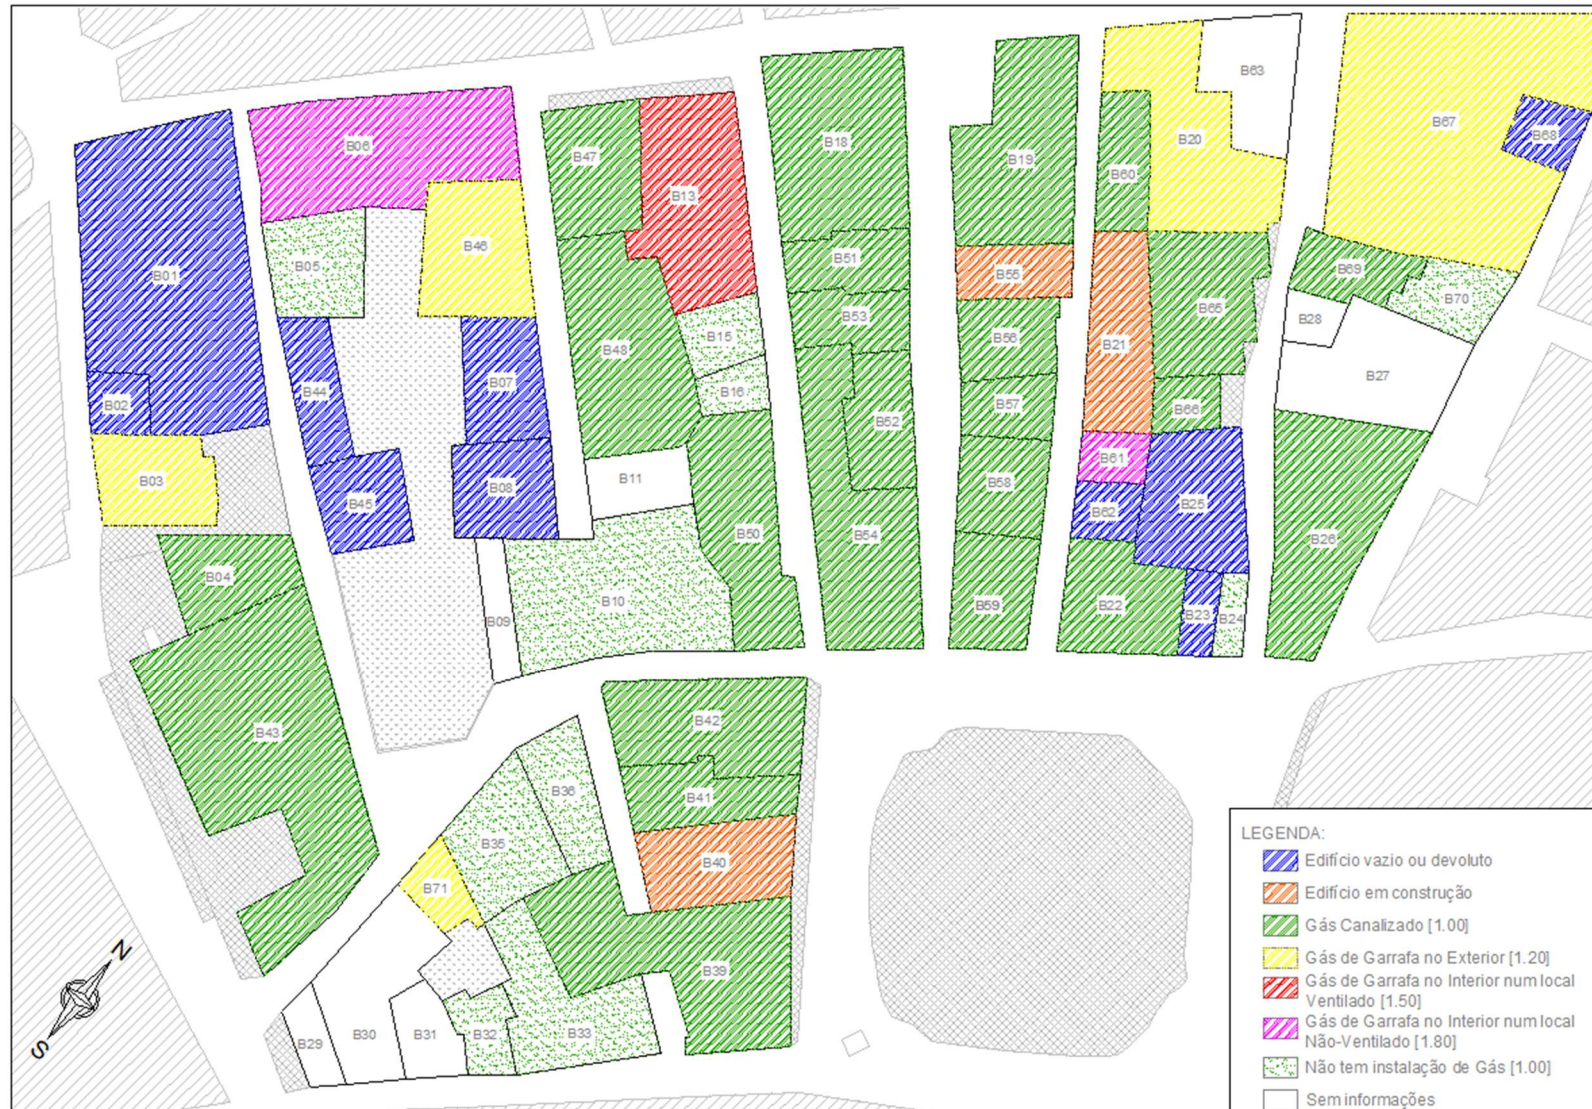 B63
B67
B68
B06
B47
B13
B18
B19
B60
B20
B01
B05
B46
B51
B55
B65
B69
B70
B48
B15
B53
B56
B21
B28
B27
B02
B44
B07
B16
B52
B57
B66
B03
B45
B08
B11
B50
B54
B58
B61
B62
B25
B26
B04
B09
B10
B59
B22
B23
B24
B43
B42
B41
B36
B35
B40
B71
B39
N
S
B29
B30
B31
B32
B33
LEGENDA:
Edifício vazio ou devoluto
Edifício em construção
Gás Canalizado [1.00]
Gás de Garrafa no Exterior [1.20]
Gás de Garrafa no Interior num local
Ventilado [1.50]
Gás de Garrafa no Interior num local
Não-Ventilado [1.80]
Não tem instalação de Gás [1.00]
Sem informações